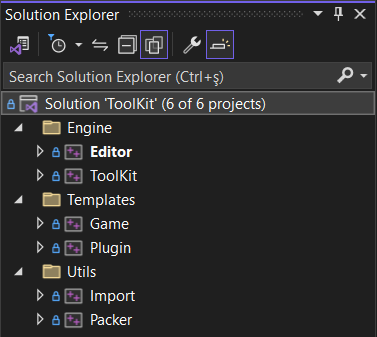 Solution Explorer
Search Solution Explorer (Ctrl+ş)
Solution 'ToolKit' (6 of 6 projects)
Engine
Editor
ToolKit
Templates
Game
Plugin
Utils
Import
Packer